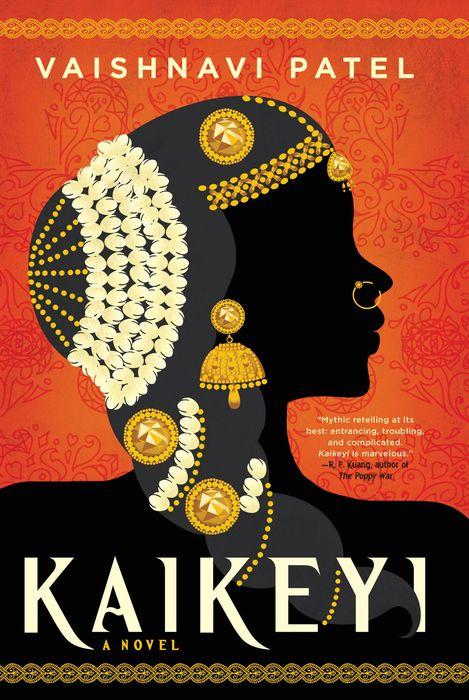 VAISHNAVI PATEL
"Mythic retelling at its
best: entrancing, troubling,
and complicated.
Kaikeyi is marvelous."
—R. F. Kuang, author of
The Poppy War
KAIKEYI
A NOVEL